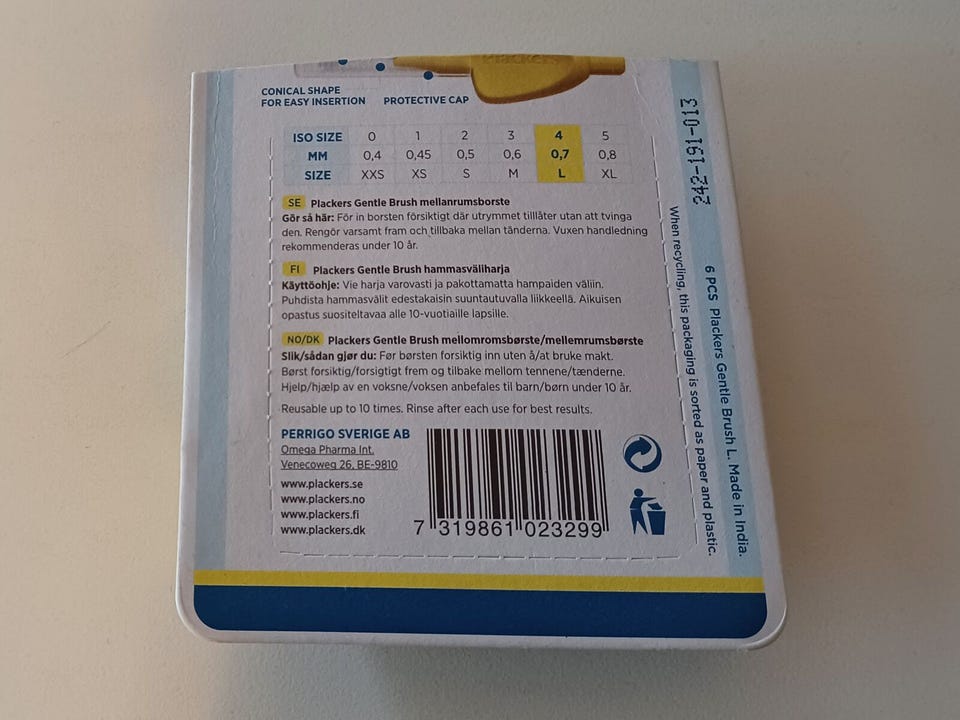 Plackers
CONICAL SHAPE
FOR EASY INSERTION
PROTECTIVE CAP
ISO SIZE 0 1 2 3 4 5
MM 0,4 0,45 0,5 0,6 0,7 0,8
SIZE XXS XS S M L XL
SE Plackers Gentle Brush mellanrumsborste
Gör så här: För in borsten försiktigt där utrymmet tilllåter utan att tvinga
den. Rengör varsamt fram och tillbaka mellan tänderna. Vuxen handledning
rekommenderas under 10 år.
FI Plackers Gentle Brush hammasväliharja
Käyttöohje: Vie harja varovasti ja pakottamatta hampaiden väliin.
Puhdista hammasvälit edestakaisin suuntautuvalla liikkeellä. Aikuisen
opastus suositeltavaa alle 10-vuotiaille lapsille.
NO/DK Plackers Gentle Brush mellomromsbørste/mellemrumsbørste
Slik/sådan gjør du: Før børsten forsiktig inn uten å/at bruke makt.
Børst forsiktig/forsigtigt frem og tilbake mellom tennene/tænderne.
Hjelp/hjælp av en voksne/voksen anbefales til barn/børn under 10 år.
Reusable up to 10 times. Rinse after each use for best results.
PERRIGO SVERIGE AB
Omega Pharma Int.
Venecoweg 26, BE-9810
www.plackers.se
www.plackers.no
www.plackers.fi
www.plackers.dk
7 319861 023299
When recycling, this packaging is sorted as paper and plastic.
6 PCS Plackers Gentle Brush L. Made in India.
242-191-013